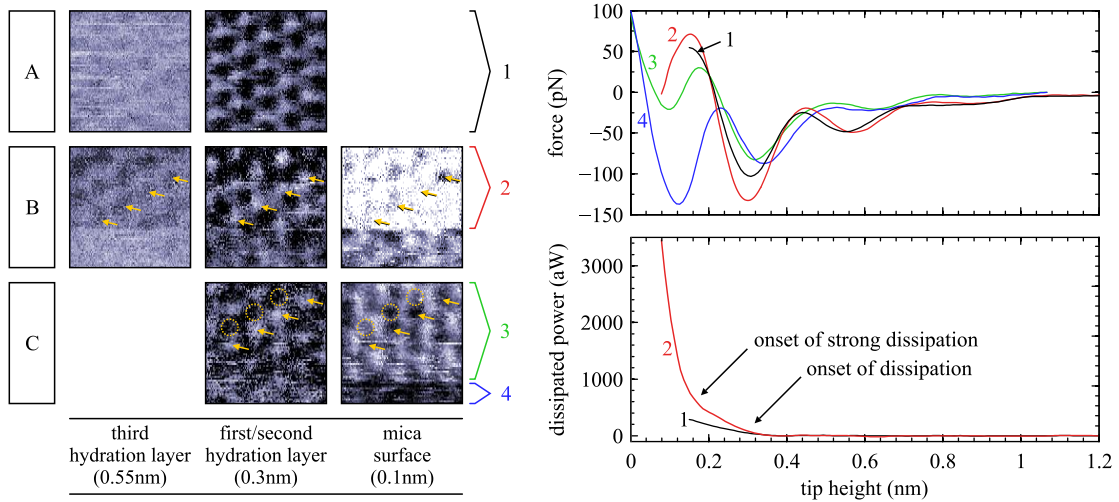 A
1
B
2
C
3
4
third
hydration layer
(0.55nm)
first/second
hydration layer
(0.3nm)
mica
surface
(0.1nm)
force (pN)
100
50
0
−50
−100
−150
1
2
3
4
dissipated power (aW)
3000
2000
1000
0
2
1
onset of strong dissipation
onset of dissipation
0 0.2 0.4 0.6 0.8 1 1.2
tip height (nm)